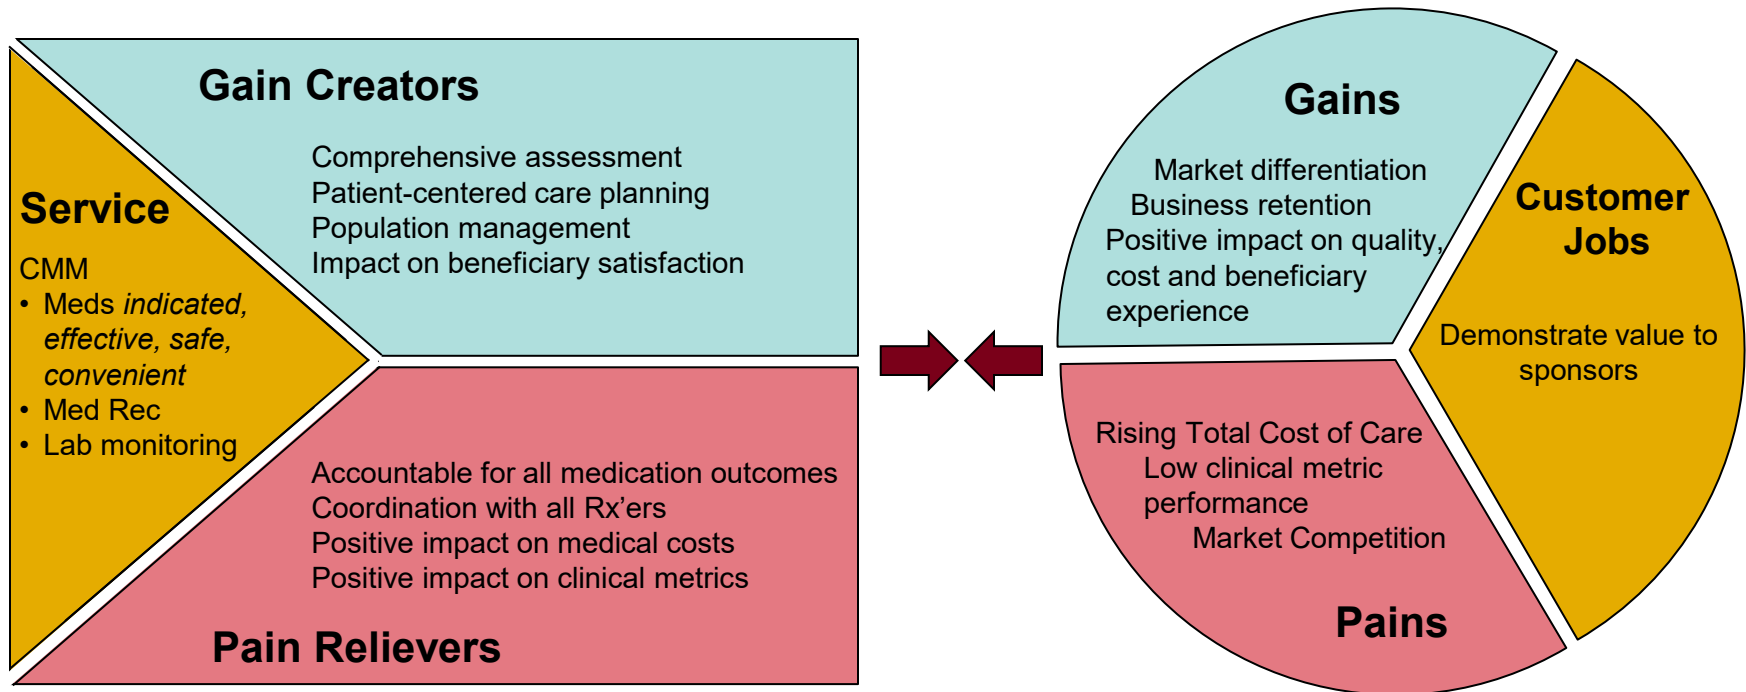 Gain Creators
Comprehensive assessment
Patient-centered care planning
Population management
Impact on beneficiary satisfaction
Service
CMM
• Meds indicated,
effective, safe,
convenient
• Med Rec
• Lab monitoring
Accountable for all medication outcomes
Coordination with all Rx’ers
Positive impact on medical costs
Positive impact on clinical metrics
Pain Relievers
Gains
Market differentiation
Business retention
Positive impact on quality,
cost and beneficiary
experience
Customer
Jobs
Demonstrate value to
sponsors
Rising Total Cost of Care
Low clinical metric
performance
Market Competition
Pains